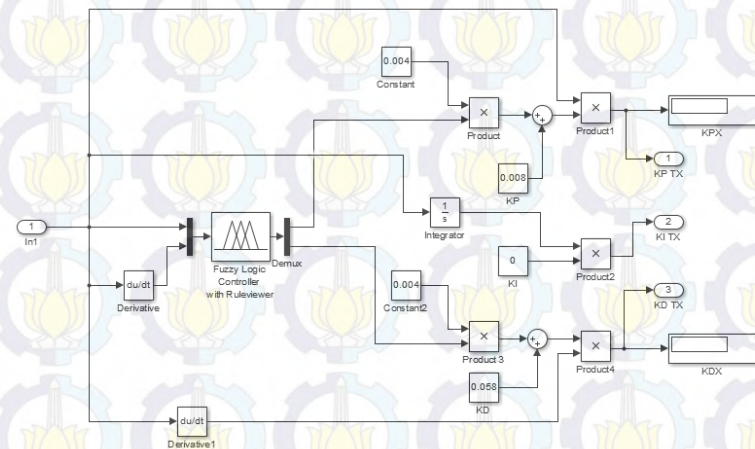 0.004
Constant
×
Product
×
Product1
KPX
1
KP TX
0.008
KP
1
s
Integrator
2
KI TX
1
In1
×
Product2
0
KI
Fuzzy Logic
Controller
with Ruleviewer
Demux
du/dt
Derivative
0.004
Constant2
3
KD TX
×
Product 3
×
Product4
KDX
0.058
KD
du/dt
Derivative1